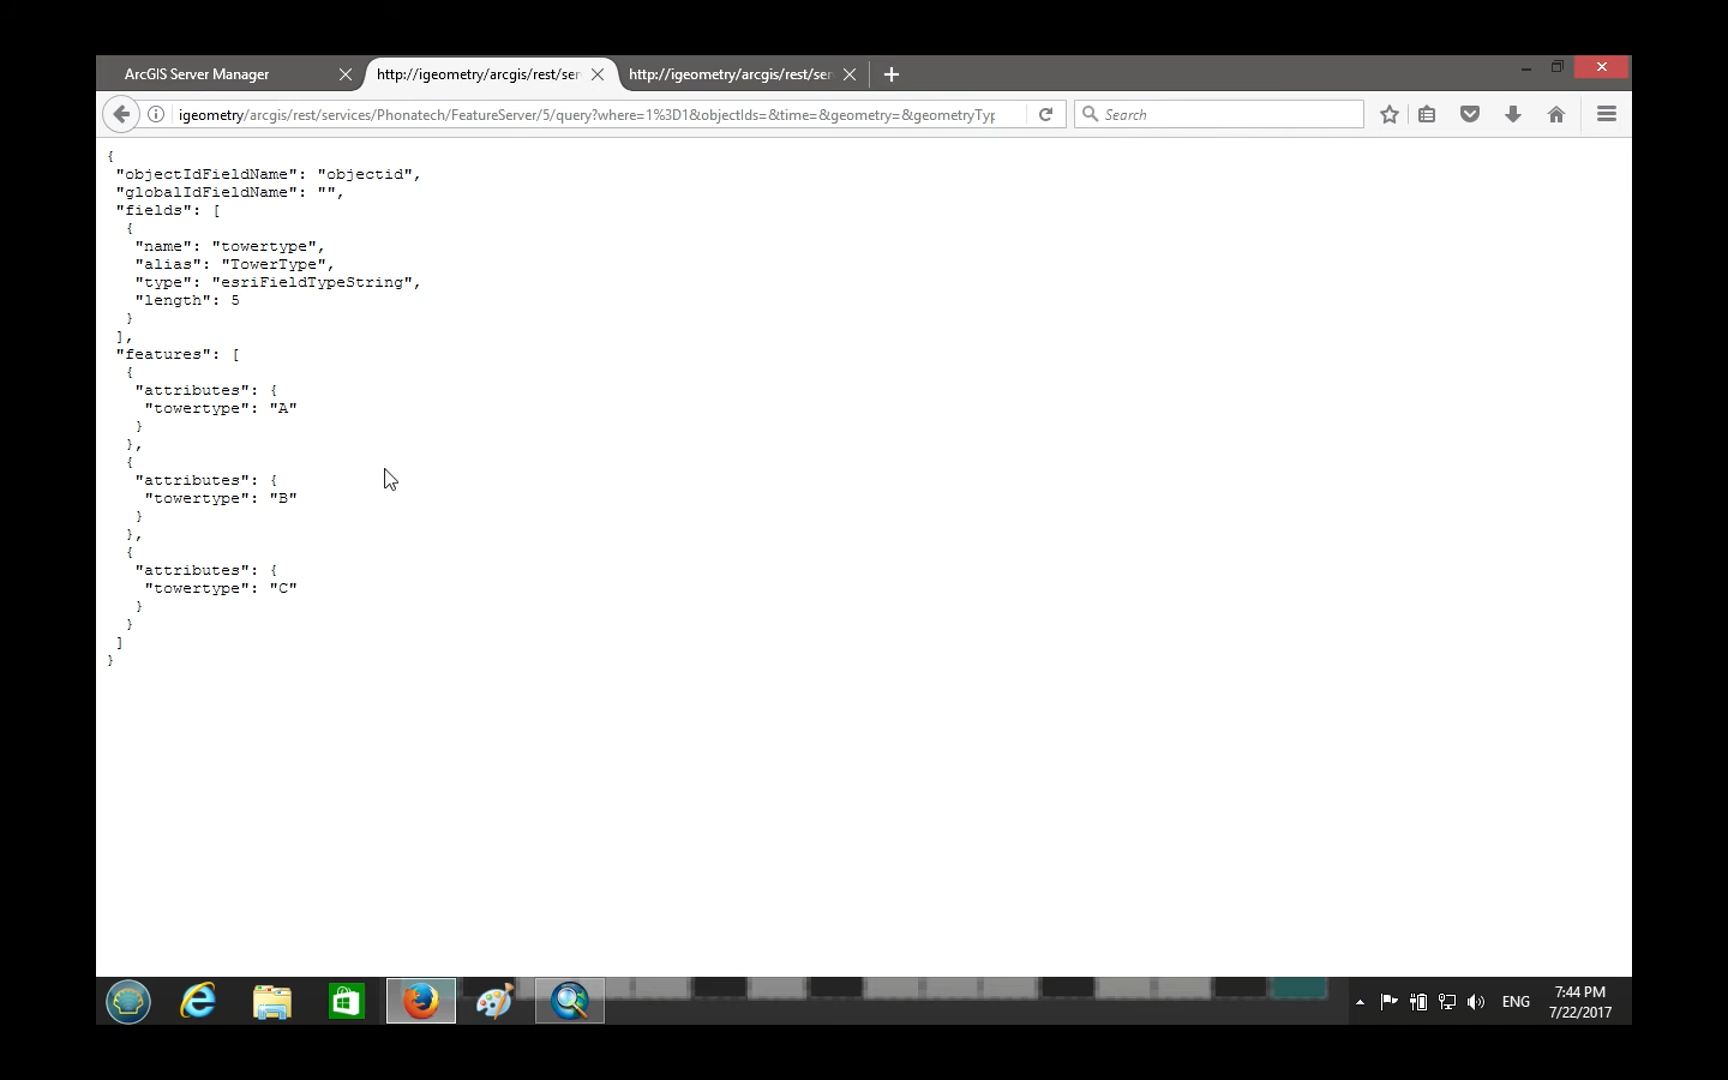 ArcGIS Server Manager
http://igeometry/arcgis/rest/ser
http://igeometry/arcgis/rest/ser
igeometry/arcgis/rest/services/Phonatech/FeatureServer/5/query?where=1%3D1&objectIds=&time=&geometry=&geometryTyp
Search
{
"objectIdFieldName": "objectid",
"globalIdFieldName": "",
"fields": [
{
"name": "towertype",
"alias": "TowerType",
"type": "esriFieldTypeString",
"length": 5
}
],
"features": [
{
"attributes": {
"towertype": "A"
}
},
{
"attributes": {
"towertype": "B"
}
},
{
"attributes": {
"towertype": "C"
}
}
]
}
ENG
7:44 PM
7/22/2017